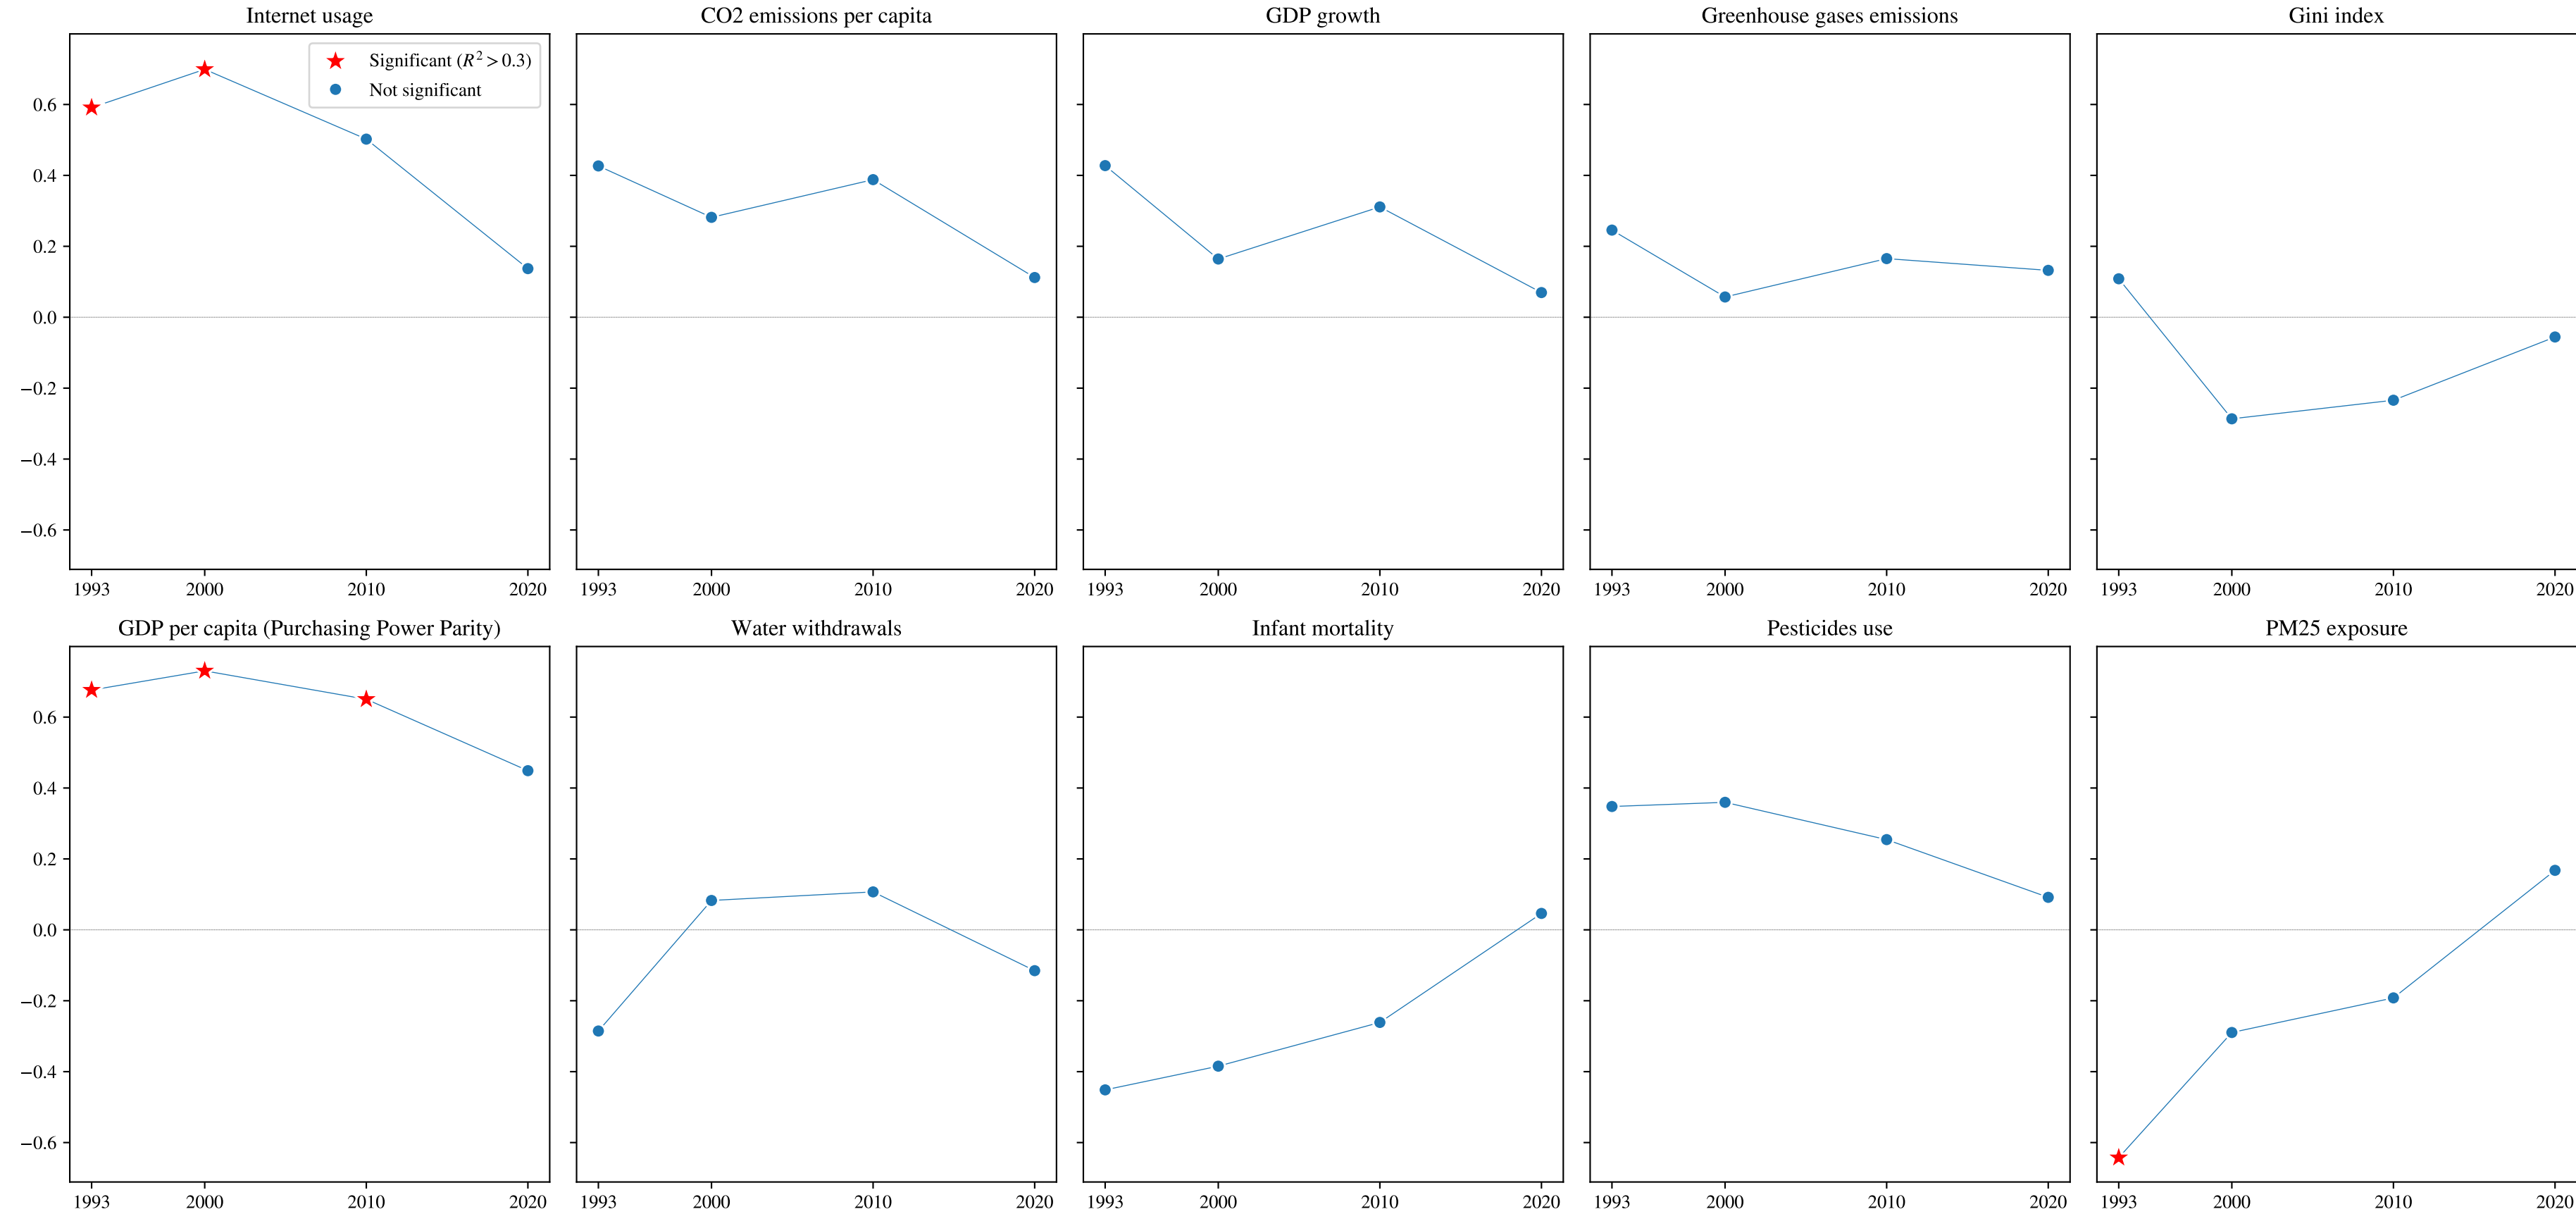 Internet usage
CO2 emissions per capita
GDP growth
Greenhouse gases emissions
Gini index
Significant (R² > 0.3)
Not significant
0.6
0.4
0.2
0.0
−0.2
−0.4
−0.6
1993 2000 2010 2020
1993 2000 2010 2020
1993 2000 2010 2020
1993 2000 2010 2020
1993 2000 2010 2020
GDP per capita (Purchasing Power Parity)
Water withdrawals
Infant mortality
Pesticides use
PM25 exposure
0.6
0.4
0.2
0.0
−0.2
−0.4
−0.6
1993 2000 2010 2020
1993 2000 2010 2020
1993 2000 2010 2020
1993 2000 2010 2020
1993 2000 2010 2020